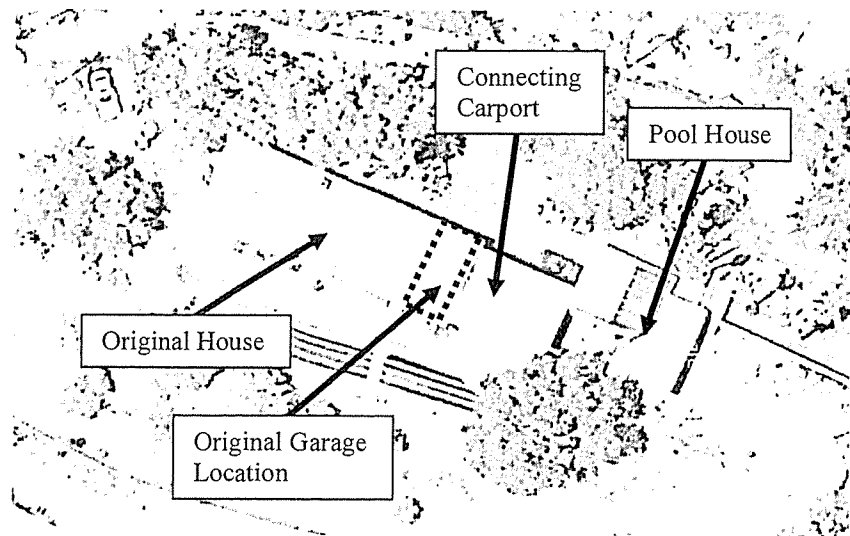 Connecting
Carport
Pool House
Original House
Original Garage
Location